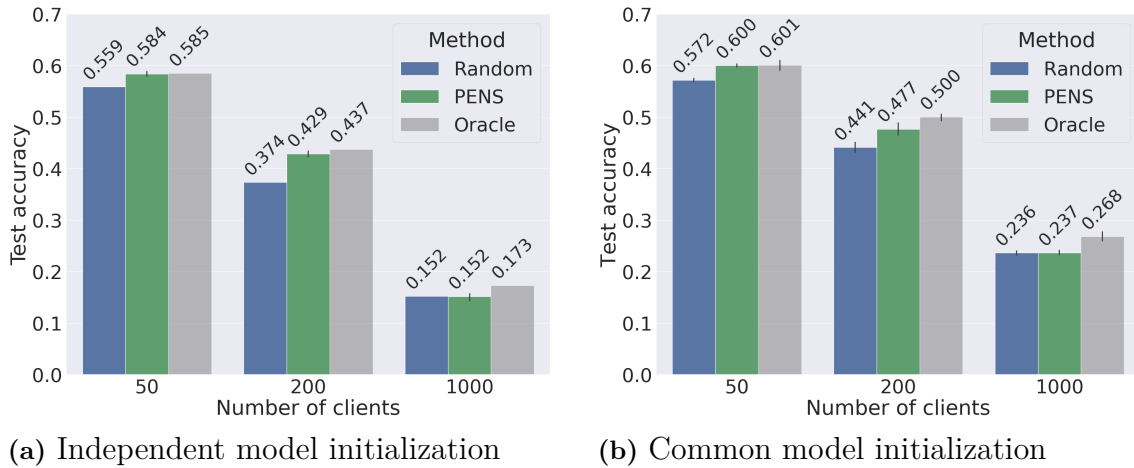 0.7
0.6
0.5
0.4
0.3
0.2
0.1
0.0
Test accuracy
0.559
0.584
0.585
0.374
0.429
0.437
0.152
0.152
0.173
Method
Random
PENS
Oracle
50
200
1000
Number of clients
(a) Independent model initialization
0.7
0.6
0.5
0.4
0.3
0.2
0.1
0.0
Test accuracy
0.572
0.600
0.601
0.441
0.477
0.500
0.236
0.237
0.268
Method
Random
PENS
Oracle
50
200
1000
Number of clients
(b) Common model initialization